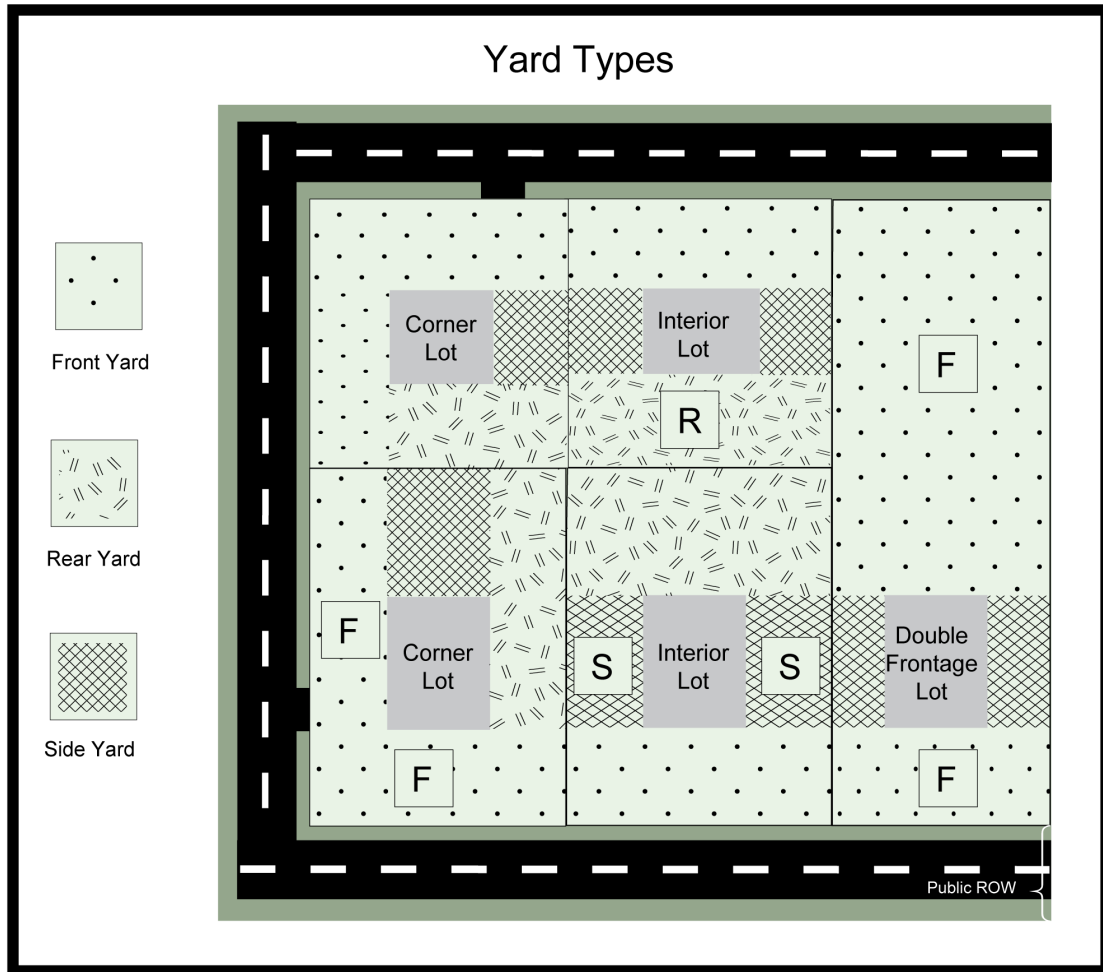 Yard Types
Front Yard
Rear Yard
Side Yard
Corner
Lot
Interior
Lot
F
R
F
Corner
Lot
S
Interior
Lot
S
Double
Frontage
Lot
F
F
Public ROW